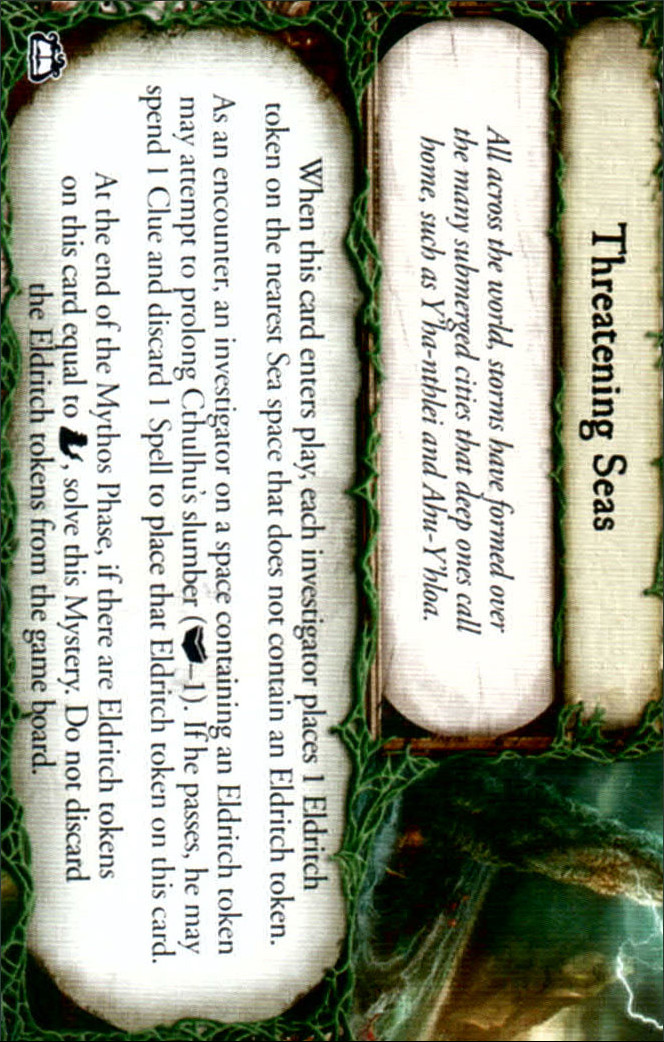 Threatening Seas
All across the world, storms have formed over
the many submerged cities that deep ones call
home, such as Y'ha-nthlei and Ahu-Y'hloa.
When this card enters play, each investigator places 1 Eldritch
token on the nearest Sea space that does not contain an Eldritch token.
As an encounter, an investigator on a space containing an Eldritch token
may attempt to prolong Cthulhu's slumber ( –1). If he passes, he may
spend 1 Clue and discard 1 Spell to place that Eldritch token on this card.
At the end of the Mythos Phase, if there are Eldritch tokens
on this card equal to , solve this Mystery. Do not discard
the Eldritch tokens from the game board.